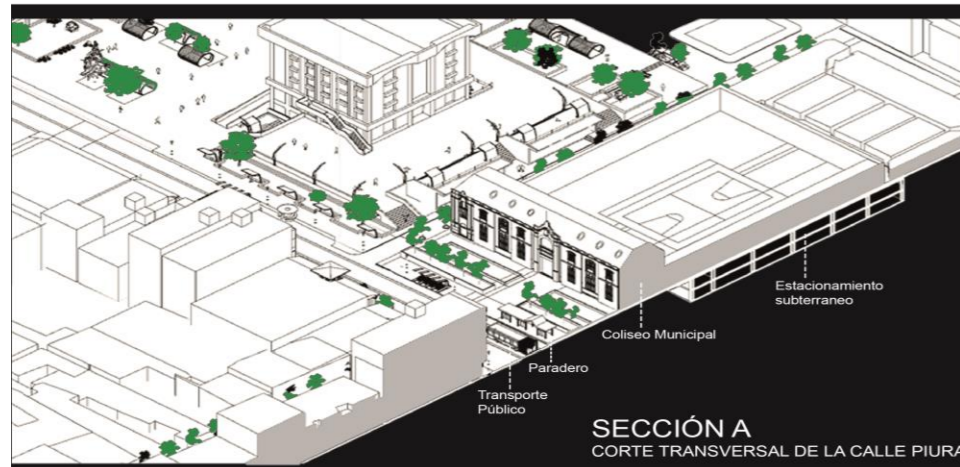 Estacionamiento
subterraneo
Coliseo Municipal
Paradero
Transporte
Público
SECCIÓN A
CORTE TRANSVERSAL DE LA CALLE PIURA